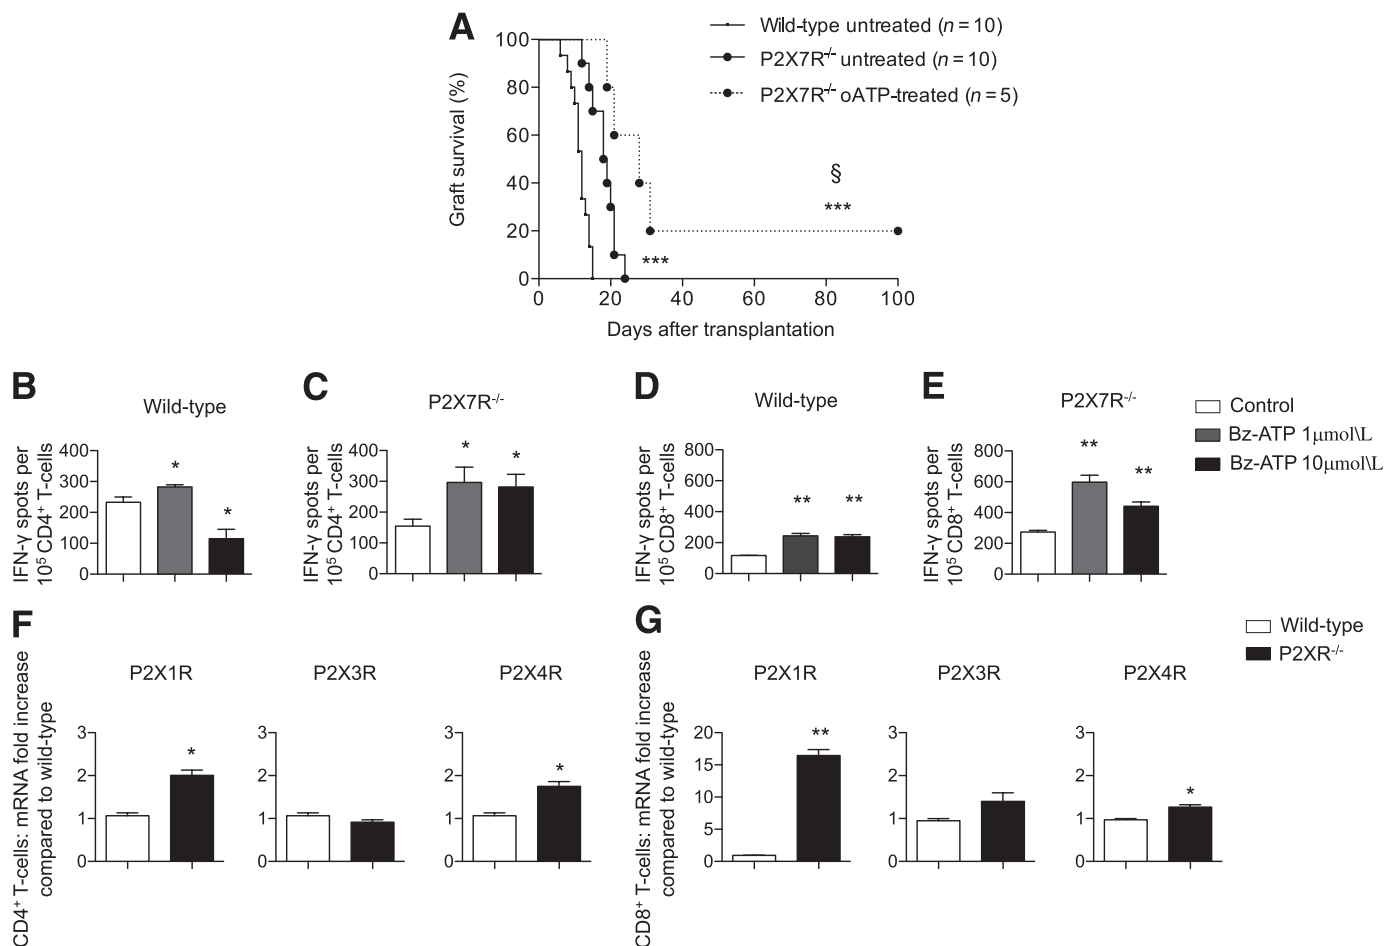 A
Wild-type untreated (n = 10)
P2X7R-/- untreated (n = 10)
P2X7R-/- oATP-treated (n = 5)
Graft survival (%)
100
80
60
40
20
0
§
***
***
0 20 40 60 80 100
Days after transplantation
B
Wild-type
IFN-γ spots per
10⁵ CD4⁺ T-cells
400
300
200
100
0
*
*
C
P2X7R-/-
IFN-γ spots per
10⁵ CD4⁺ T-cells
400
300
200
100
0
*
*
D
Wild-type
IFN-γ spots per
10⁵ CD8⁺ T-cells
800
600
400
200
0
**
**
E
P2X7R-/-
IFN-γ spots per
10⁵ CD8⁺ T-cells
800
600
400
200
0
**
**
Control
Bz-ATP 1μmol\L
Bz-ATP 10μmol\L
F
CD4⁺ T-cells: mRNA fold increase
compared to wild-type
P2X1R
3
2
1
0
*
P2X3R
3
2
1
0
P2X4R
3
2
1
0
*
G
CD8⁺ T-cells: mRNA fold increase
compared to wild-type
P2X1R
20
15
10
5
0
**
P2X3R
3
2
1
0
P2X4R
3
2
1
0
*
Wild-type
P2XR-/-